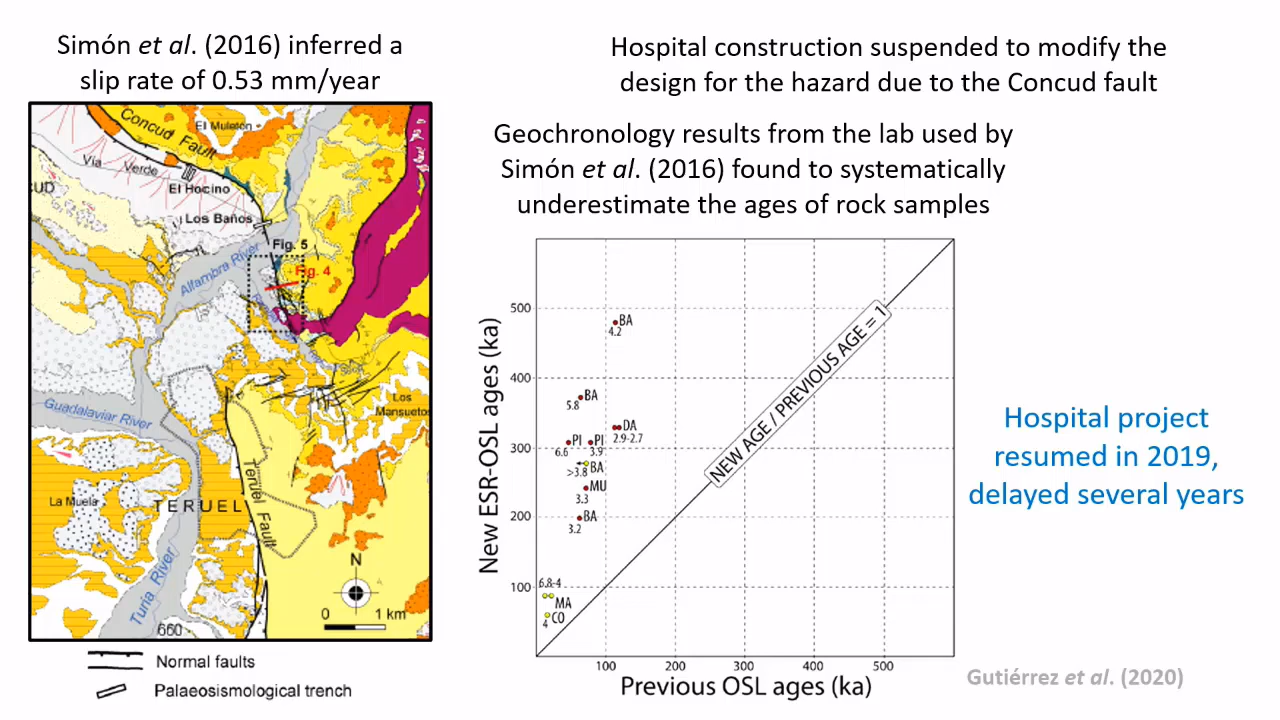 Simón et al. (2016) inferred a
slip rate of 0.53 mm/year
Hospital construction suspended to modify the
design for the hazard due to the Concud fault
Geochronology results from the lab used by
Simón et al. (2016) found to systematically
underestimate the ages of rock samples
Concud Fault
El Muletón
Vía Verde
El Hocino
CUD
Los Baños
Fig. 5
Fig. 4
Alfambra River
Guadalaviar River
Los
Mansuetos
La Muela
TERUEL
Teruel Fault
Turia River
N
0 1 km
660
Normal faults
Palaeosismological trench
New ESR-OSL ages (ka)
500
400
300
200
100
BA
4.2
BA
5.8
DA
2.9-2.7
PI
6.6
PI
3.9
BA
>3.8
MU
3.3
BA
3.2
6.8-4
MA
CO
4
NEW AGE / PREVIOUS AGE = 1
100 200 300 400 500
Previous OSL ages (ka)
Hospital project
resumed in 2019,
delayed several years
Gutiérrez et al. (2020)